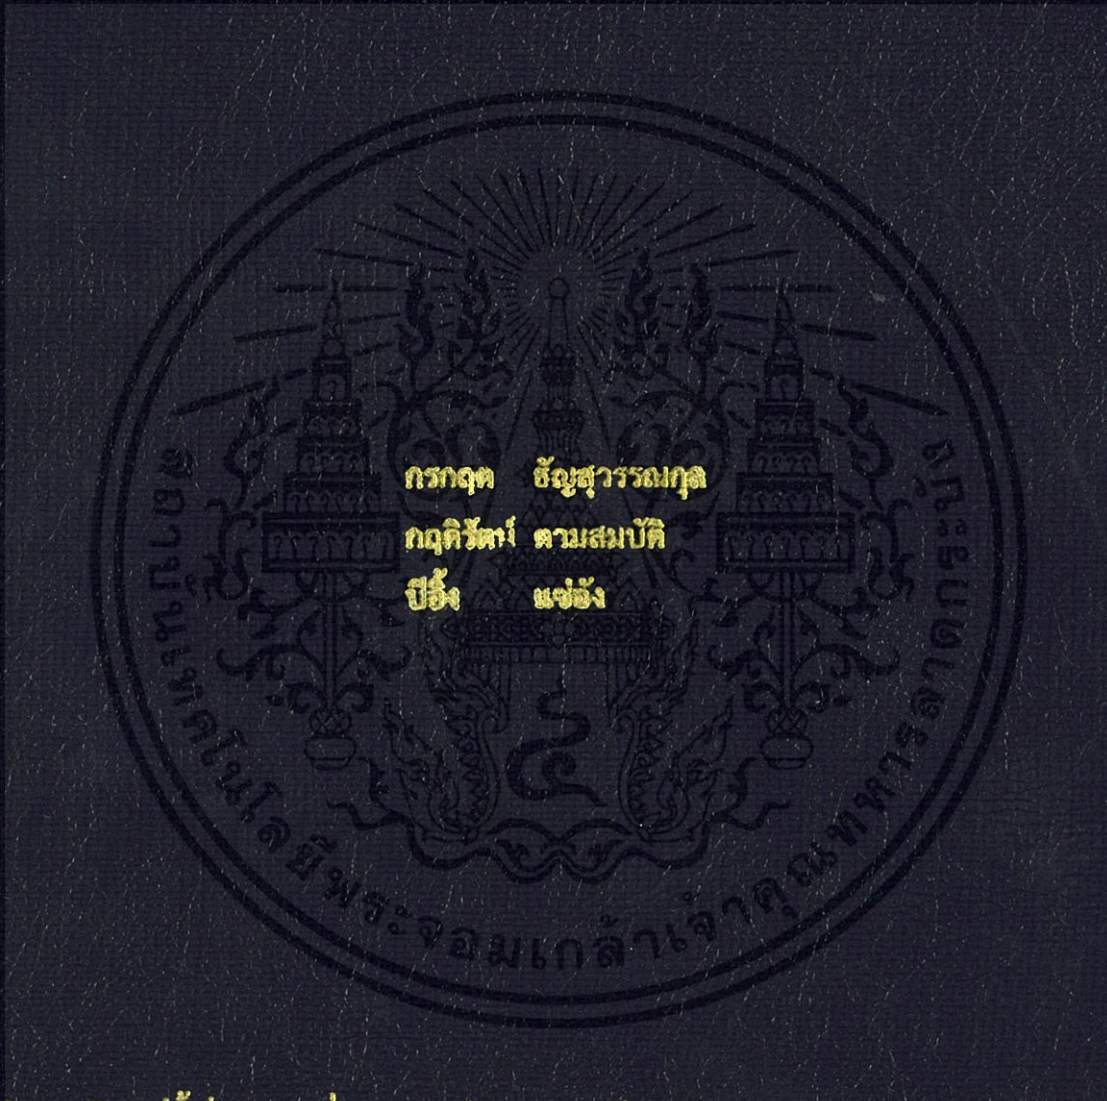 กรกฤต ธัญสุวรรณกุล
กฤติรัตน์ ตามสมบัติ
ปีอิ้ง แซ่อัง
สถาบันเทคโนโลยีพระจอมเกล้าเจ้าคุณทหารลาดกระบัง